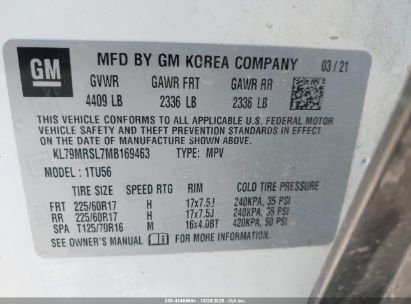 GM
MFD BY GM KOREA COMPANY 03/21
GVWR GAWR FRT GAWR RR
4409 LB 2336 LB 2336 LB
THIS VEHICLE CONFORMS TO ALL APPLICABLE U.S. FEDERAL MOTOR
VEHICLE SAFETY AND THEFT PREVENTION STANDARDS IN EFFECT
ON THE DATE OF MANUFACTURE SHOWN ABOVE.
KL79MRSL7MB169463 TYPE: MPV
MODEL: 1TU56
TIRE SIZE SPEED RTG RIM COLD TIRE PRESSURE
FRT 225/60R17 H 17x7.5J 240KPA, 35 PSI
RR 225/60R17 H 17x7.5J 240KPA, 35 PSI
SPA T125/70R16 M 16x4.0BT 420KPA, 60 PSI
SEE OWNER'S MANUAL FOR MORE INFORMATION